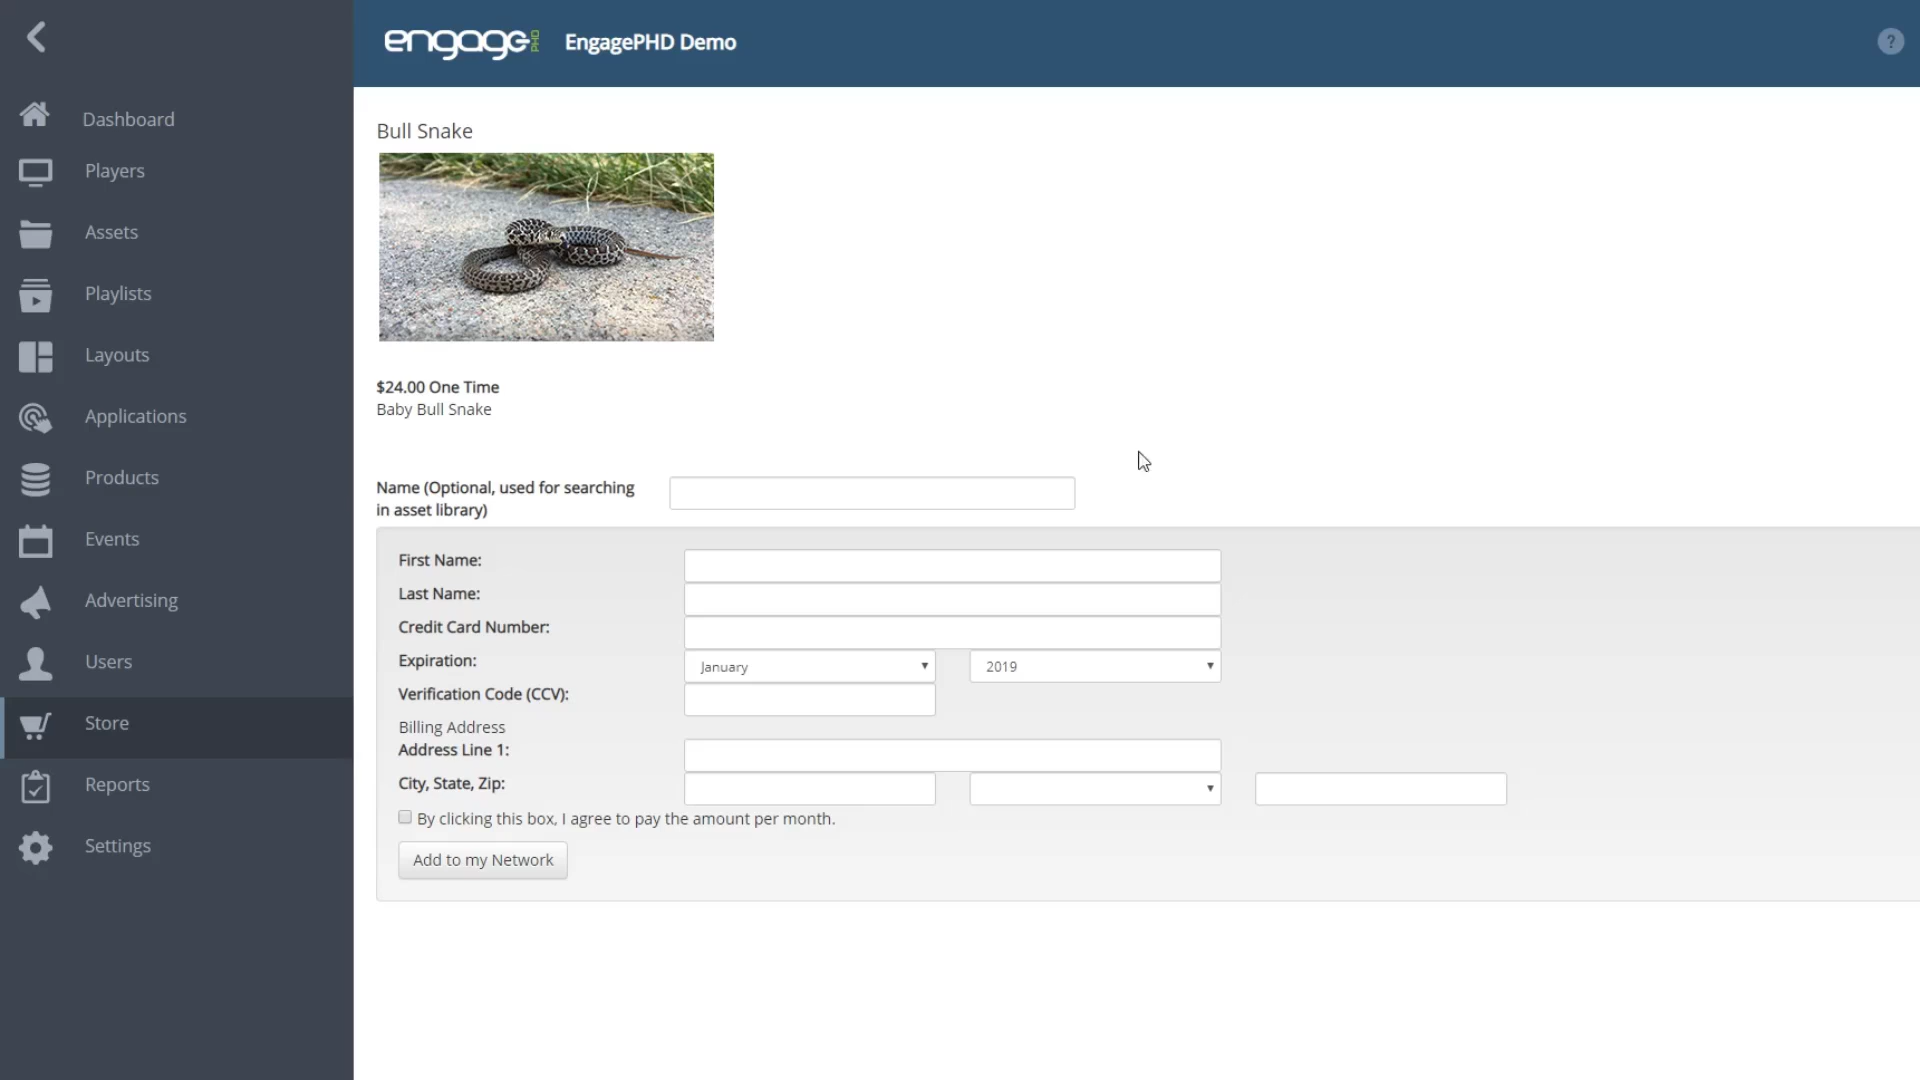 engage PHD
EngagePHD Demo
?
Dashboard
Players
Assets
Playlists
Layouts
Applications
Products
Events
Advertising
Users
Store
Reports
Settings
Bull Snake
$24.00 One Time
Baby Bull Snake
Name (Optional, used for searching
in asset library)
First Name:
Last Name:
Credit Card Number:
Expiration:
January
2019
Verification Code (CCV):
Billing Address
Address Line 1:
City, State, Zip:
By clicking this box, I agree to pay the amount per month.
Add to my Network